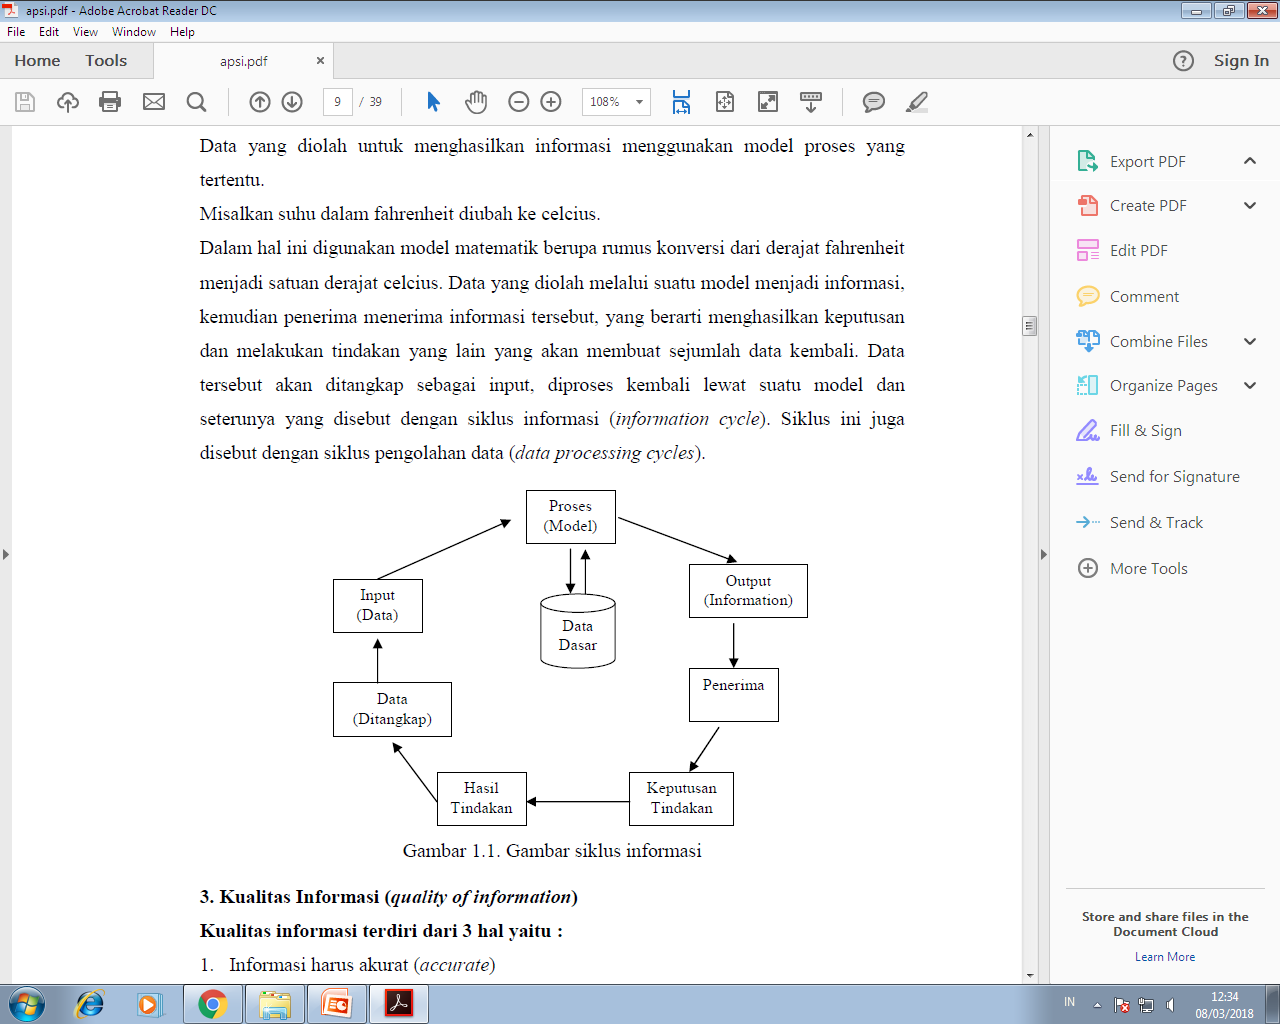 apsi.pdf - Adobe Acrobat Reader DC
File Edit View Window Help
Home Tools apsi.pdf × Sign In
9 / 39 108%
Data yang diolah untuk menghasilkan informasi menggunakan model proses yang
tertentu.
Misalkan suhu dalam fahrenheit diubah ke celcius.
Dalam hal ini digunakan model matematik berupa rumus konversi dari derajat fahrenheit
menjadi satuan derajat celcius. Data yang diolah melalui suatu model menjadi informasi,
kemudian penerima menerima informasi tersebut, yang berarti menghasilkan keputusan
dan melakukan tindakan yang lain yang akan membuat sejumlah data kembali. Data
tersebut akan ditangkap sebagai input, diproses kembali lewat suatu model dan
seterunya yang disebut dengan siklus informasi (information cycle). Siklus ini juga
disebut dengan siklus pengolahan data (data processing cycles).
Proses
(Model)
Output
(Information)
Input
(Data)
Data
Dasar
Penerima
Data
(Ditangkap)
Hasil
Tindakan
Keputusan
Tindakan
Gambar 1.1. Gambar siklus informasi
3. Kualitas Informasi (quality of information)
Kualitas informasi terdiri dari 3 hal yaitu :
1. Informasi harus akurat (accurate)
Export PDF
Create PDF
Edit PDF
Comment
Combine Files
Organize Pages
Fill & Sign
Send for Signature
Send & Track
More Tools
Store and share files in the
Document Cloud
Learn More
IN
12:34
08/03/2018